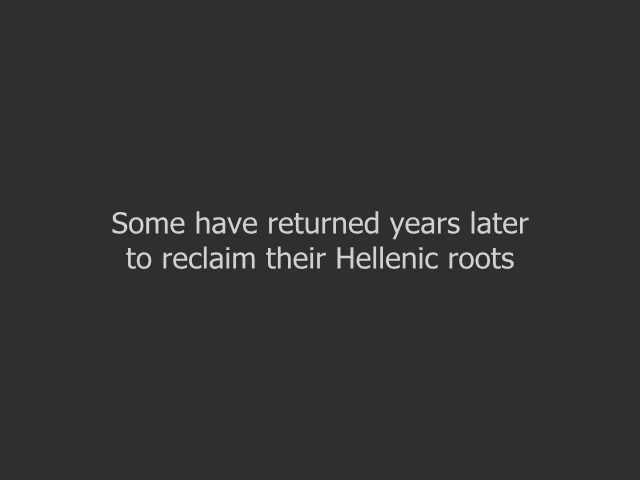 Some have returned years later
to reclaim their Hellenic roots